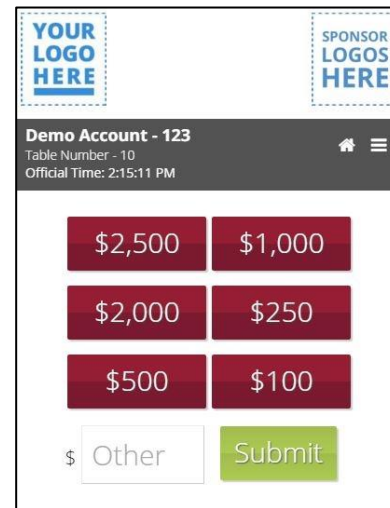 YOUR
LOGO
HERE
SPONSOR
LOGOS
HERE
Demo Account - 123
Table Number - 10
Official Time: 2:15:11 PM
$2,500
$1,000
$2,000
$250
$500
$100
$ Other
Submit